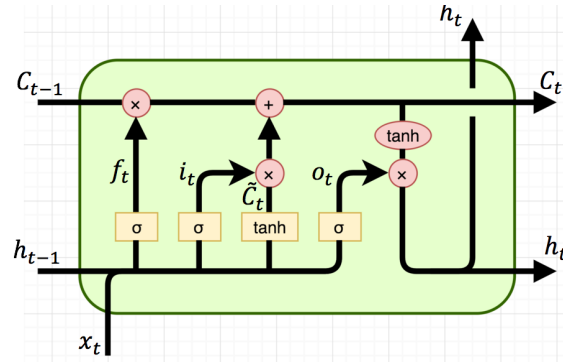 h_t
C_{t-1} × + C_t
tanh
f_t i_t × o_t ×
C̃_t
σ σ tanh σ
h_{t-1} h_t
x_t